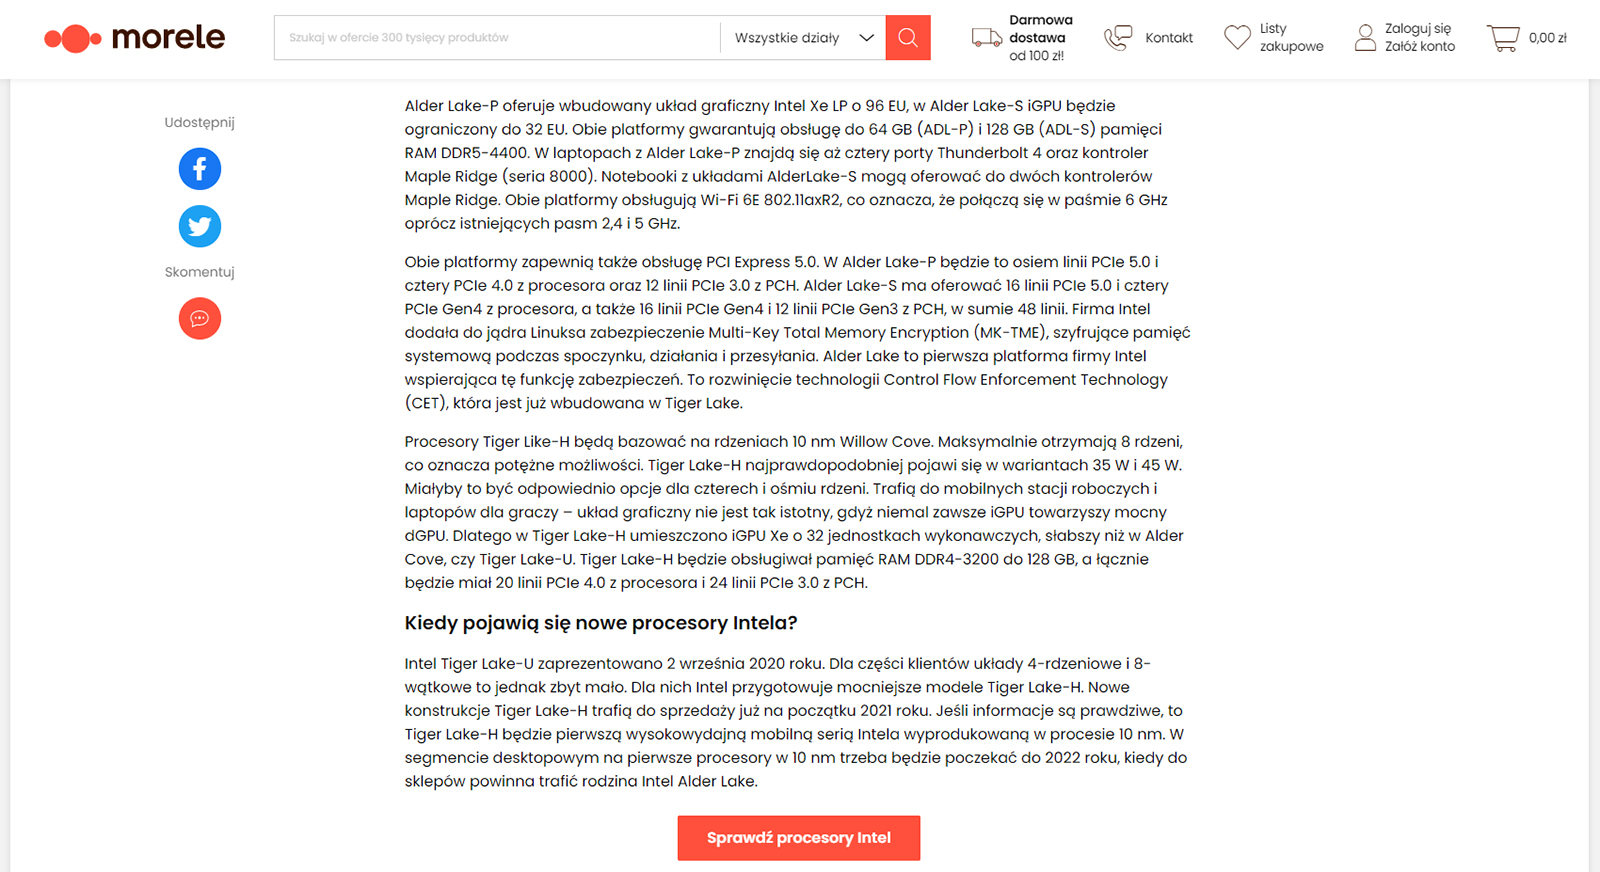 morele
Szukaj w ofercie 300 tysięcy produktów
Wszystkie działy
Darmowa
dostawa
od 100 zł!
Kontakt
Listy
zakupowe
Zaloguj się
Załóż konto
0,00 zł
Udostępnij
Skomentuj
Alder Lake-P oferuje wbudowany układ graficzny Intel Xe LP o 96 EU, w Alder Lake-S iGPU będzie
ograniczony do 32 EU. Obie platformy gwarantują obsługę do 64 GB (ADL-P) i 128 GB (ADL-S) pamięci
RAM DDR5-4400. W laptopach z Alder Lake-P znajdą się aż cztery porty Thunderbolt 4 oraz kontroler
Maple Ridge (seria 8000). Notebooki z układami AlderLake-S mogą oferować do dwóch kontrolerów
Maple Ridge. Obie platformy obsługują Wi-Fi 6E 802.11axR2, co oznacza, że połączą się w paśmie 6 GHz
oprócz istniejących pasm 2,4 i 5 GHz.
Obie platformy zapewnią także obsługę PCI Express 5.0. W Alder Lake-P będzie to osiem linii PCIe 5.0 i
cztery PCIe 4.0 z procesora oraz 12 linii PCIe 3.0 z PCH. Alder Lake-S ma oferować 16 linii PCIe 5.0 i cztery
PCIe Gen4 z procesora, a także 16 linii PCIe Gen4 i 12 linii PCIe Gen3 z PCH, w sumie 48 linii. Firma Intel
dodała do jądra Linuksa zabezpieczenie Multi-Key Total Memory Encryption (MK-TME), szyfrujące pamięć
systemową podczas spoczynku, działania i przesyłania. Alder Lake to pierwsza platforma firmy Intel
wspierająca tę funkcję zabezpieczeń. To rozwinięcie technologii Control Flow Enforcement Technology
(CET), która jest już wbudowana w Tiger Lake.
Procesory Tiger Like-H będą bazować na rdzeniach 10 nm Willow Cove. Maksymalnie otrzymają 8 rdzeni,
co oznacza potężne możliwości. Tiger Lake-H najprawdopodobniej pojawi się w wariantach 35 W i 45 W.
Miałyby to być odpowiednio opcje dla czterech i ośmiu rdzeni. Trafią do mobilnych stacji roboczych i
laptopów dla graczy – układ graficzny nie jest tak istotny, gdyż niemal zawsze iGPU towarzyszy mocny
dGPU. Dlatego w Tiger Lake-H umieszczono iGPU Xe o 32 jednostkach wykonawczych, słabszy niż w Alder
Cove, czy Tiger Lake-U. Tiger Lake-H będzie obsługiwał pamięć RAM DDR4-3200 do 128 GB, a łącznie
będzie miał 20 linii PCIe 4.0 z procesora i 24 linii PCIe 3.0 z PCH.
Kiedy pojawią się nowe procesory Intela?
Intel Tiger Lake-U zaprezentowano 2 września 2020 roku. Dla części klientów układy 4-rdzeniowe i 8-
wątkowe to jednak zbyt mało. Dla nich Intel przygotowuje mocniejsze modele Tiger Lake-H. Nowe
konstrukcje Tiger Lake-H trafią do sprzedaży już na początku 2021 roku. Jeśli informacje są prawdziwe, to
Tiger Lake-H będzie pierwszą wysokowydajną mobilną serią Intela wyprodukowaną w procesie 10 nm. W
segmencie desktopowym na pierwsze procesory w 10 nm trzeba będzie poczekać do 2022 roku, kiedy do
sklepów powinna trafić rodzina Intel Alder Lake.
Sprawdź procesory Intel